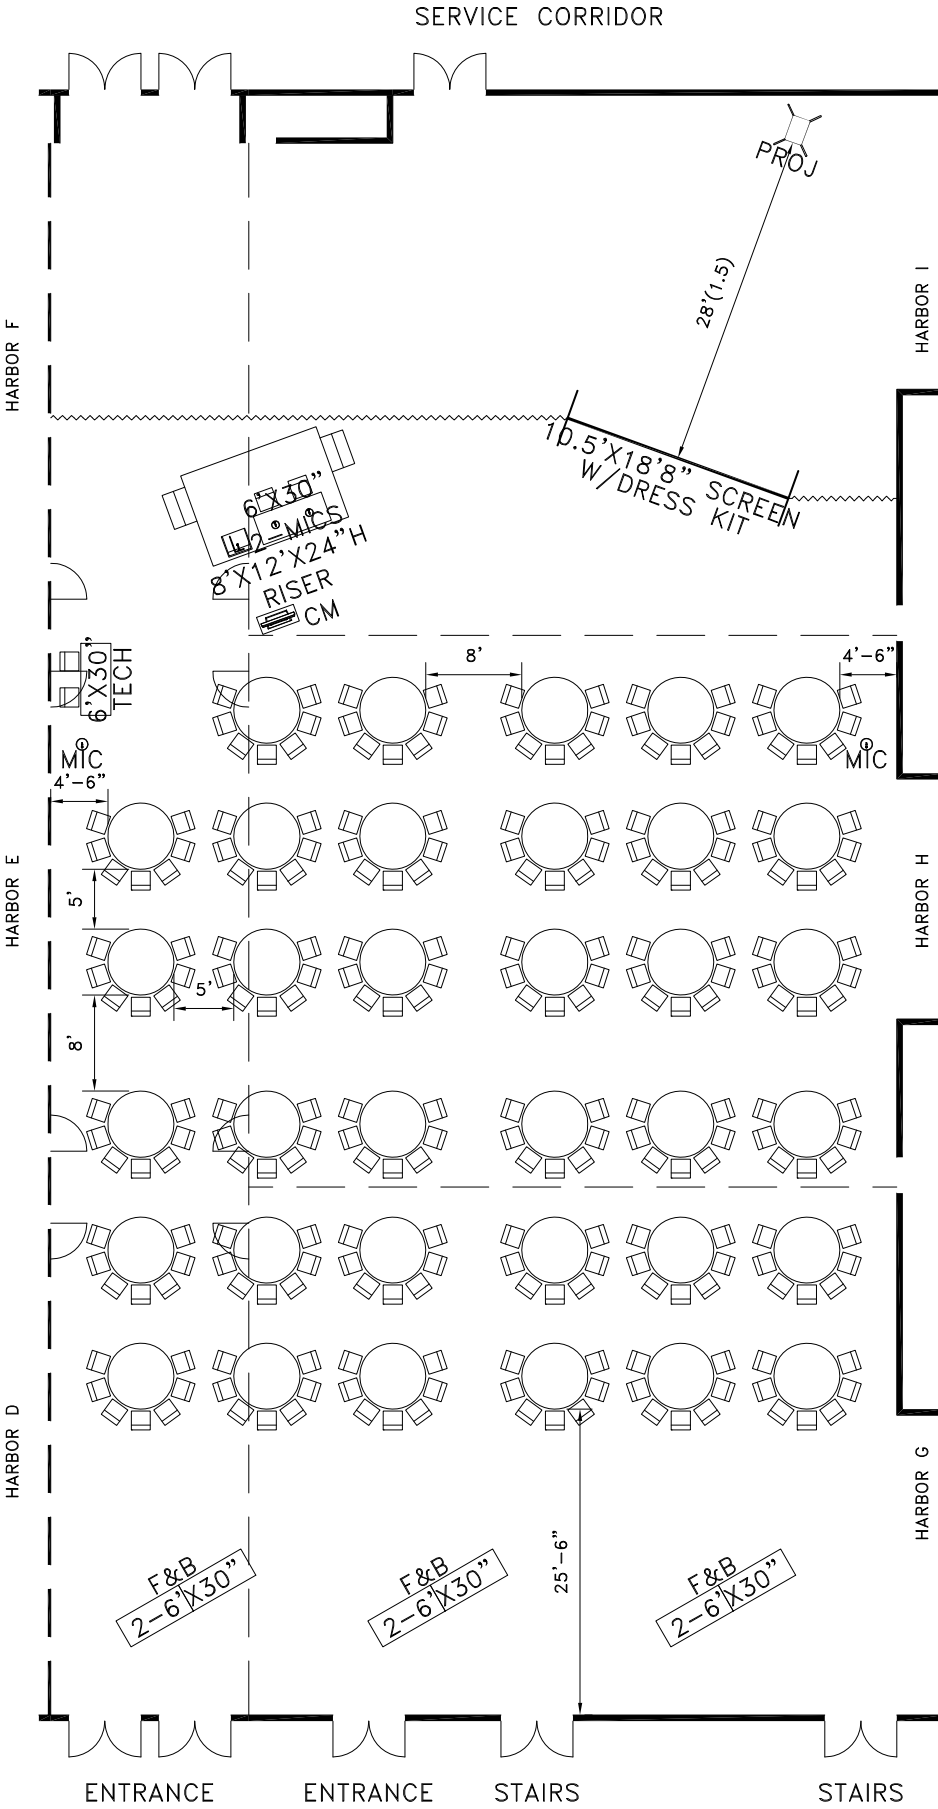 SERVICE CORRIDOR
PROJ
28'(1.5)
HARBOR I
HARBOR F
10.5'X18'8" SCREEN
W/DRESS KIT
6'X30"
2-MICS
8'X12'X24"H
RISER
CM
6'X30"
TECH
8'
4'-6"
MIC
MIC
4'-6"
HARBOR E
5'
HARBOR H
5'
8'
HARBOR D
HARBOR G
25'-6"
F&B
2-6'X30"
F&B
2-6'X30"
F&B
2-6'X30"
ENTRANCE
ENTRANCE
STAIRS
STAIRS